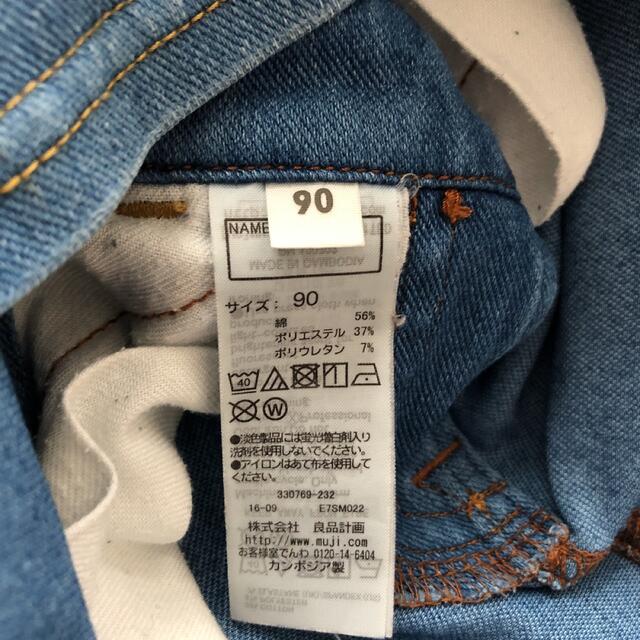 90
NAME
MADE IN CAMBODIA
サイズ: 90
綿 56%
ポリエステル 37%
ポリウレタン 7%
40
W
●淡色製品には蛍光増白剤入り
洗剤を使用しないでください。
●アイロンはあて布を使用して
ください。
330769-232
16-09 E7SM022
株式会社 良品計画
http://www.muji.com
お客様室でんわ 0120-14-6404
カンボジア製